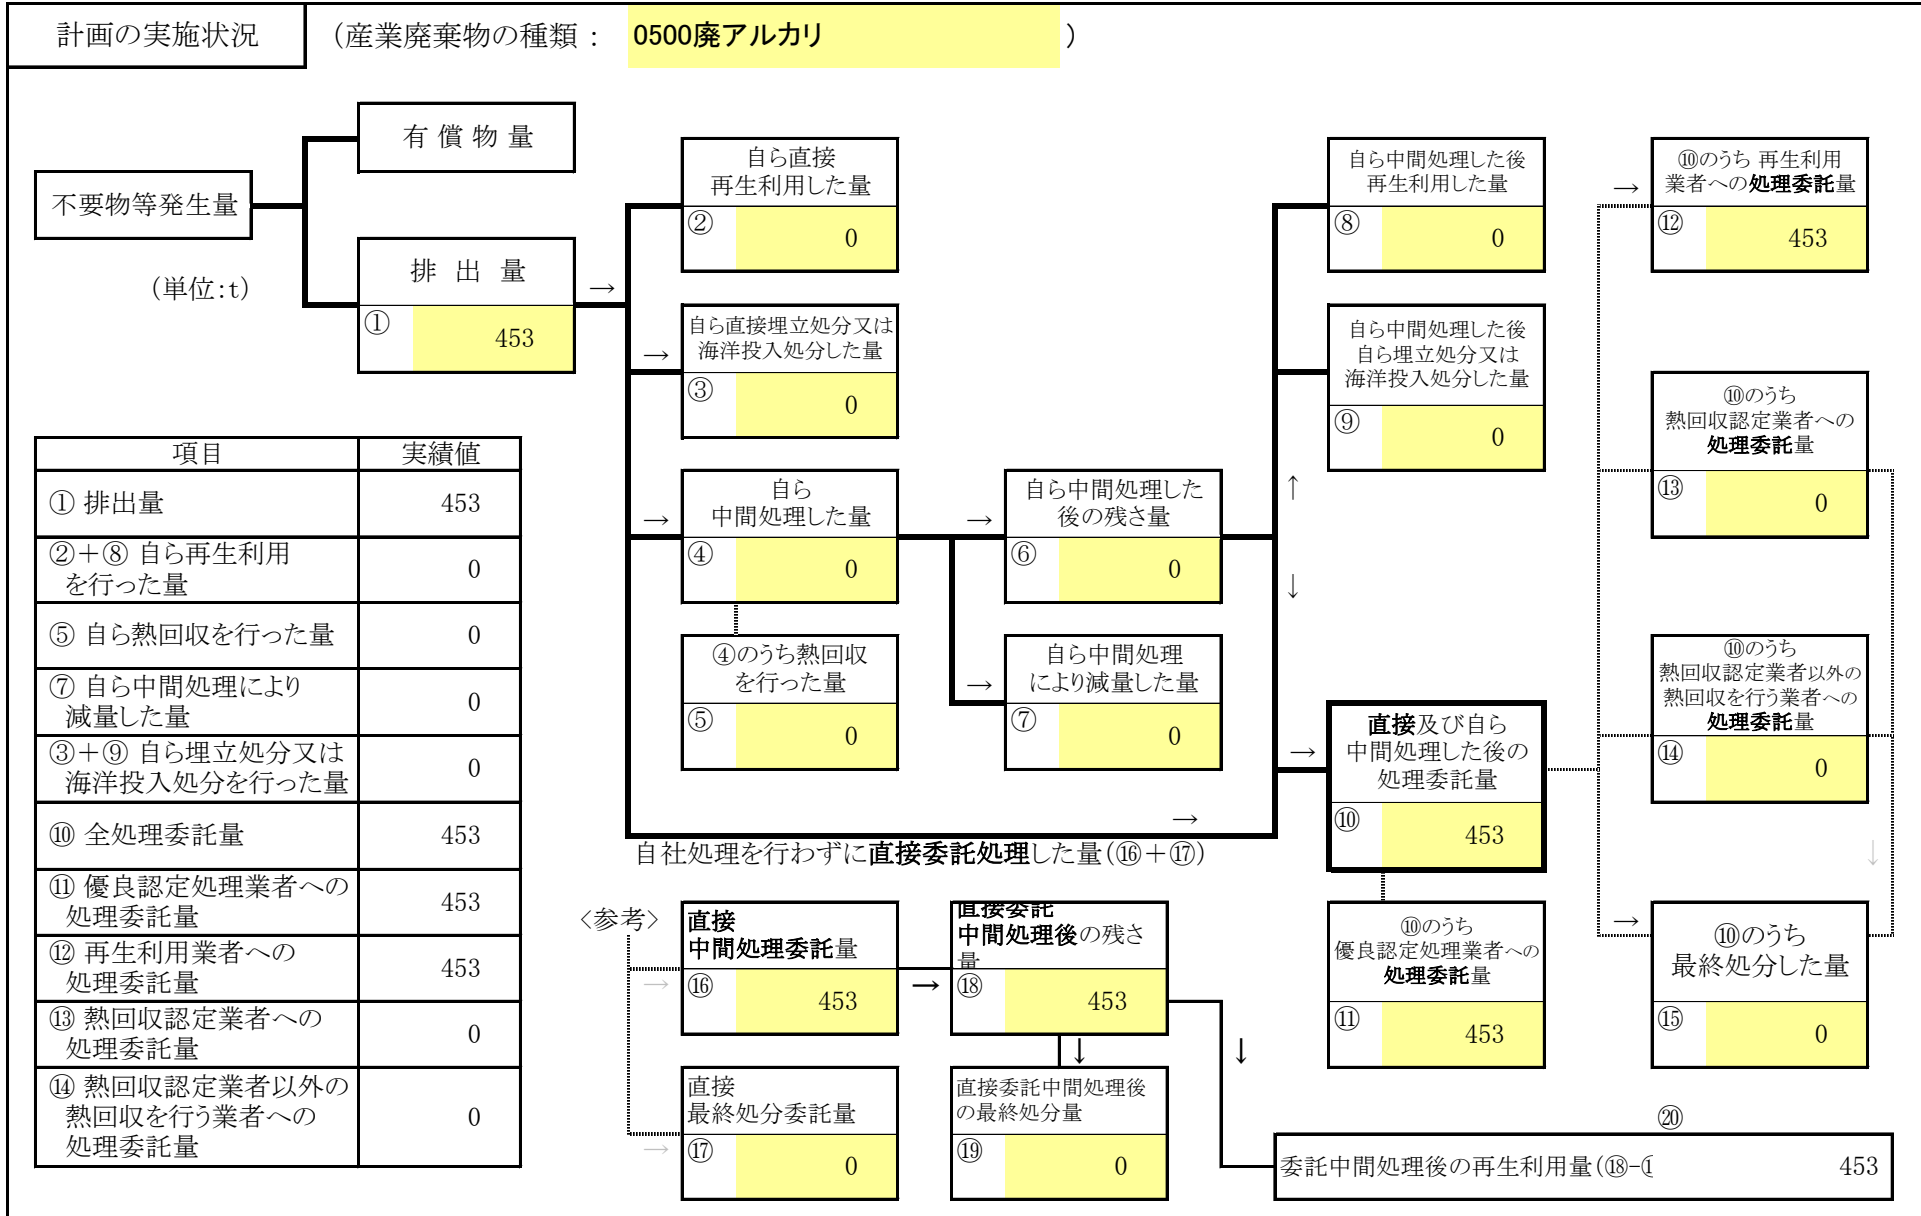 計画の実施状況
（産業廃棄物の種類： 0500廃アルカリ ）
有 償 物 量
不要物等発生量
(単位:t)
排 出 量
→
①
453
自ら直接
再生利用した量
②
0
→
自ら直接埋立処分又は
海洋投入処分した量
③
0
→
自ら
中間処理した量
④
0
④のうち熱回収
を行った量
⑤
0
→
自ら中間処理した
後の残さ量
⑥
0
→
自ら中間処理
により減量した量
⑦
0
自ら中間処理した後
再生利用した量
⑧
0
自ら中間処理した後
自ら埋立処分又は
海洋投入処分した量
⑨
0
↑
↓
→
直接及び自ら
中間処理した後の
処理委託量
⑩
453
→
自社処理を行わずに直接委託処理した量(⑯+⑰)
⑩のうち
優良認定処理業者への
処理委託量
⑪
453
→
⑩のうち 再生利用
業者への処理委託量
⑫
453
⑩のうち
熱回収認定業者への
処理委託量
⑬
0
⑩のうち
熱回収認定業者以外の
熱回収を行う業者への
処理委託量
⑭
0
↓
→
⑩のうち
最終処分した量
⑮
0
項目 実績値
① 排出量 453
②+⑧ 自ら再生利用
を行った量 0
⑤ 自ら熱回収を行った量 0
⑦ 自ら中間処理により
減量した量 0
③+⑨ 自ら埋立処分又は
海洋投入処分を行った量 0
⑩ 全処理委託量 453
⑪ 優良認定処理業者への
処理委託量 453
⑫ 再生利用業者への
処理委託量 453
⑬ 熱回収認定業者への
処理委託量 0
⑭ 熱回収認定業者以外の
熱回収を行う業者への
処理委託量 0
〈参考〉
→
直接
中間処理委託量
⑯
453
→
直接委託
中間処理後の残さ
量
⑱
453
↓
↓
→
直接
最終処分委託量
⑰
0
直接委託中間処理後
の最終処分量
⑲
0
⑳
委託中間処理後の再生利用量(⑱-
453